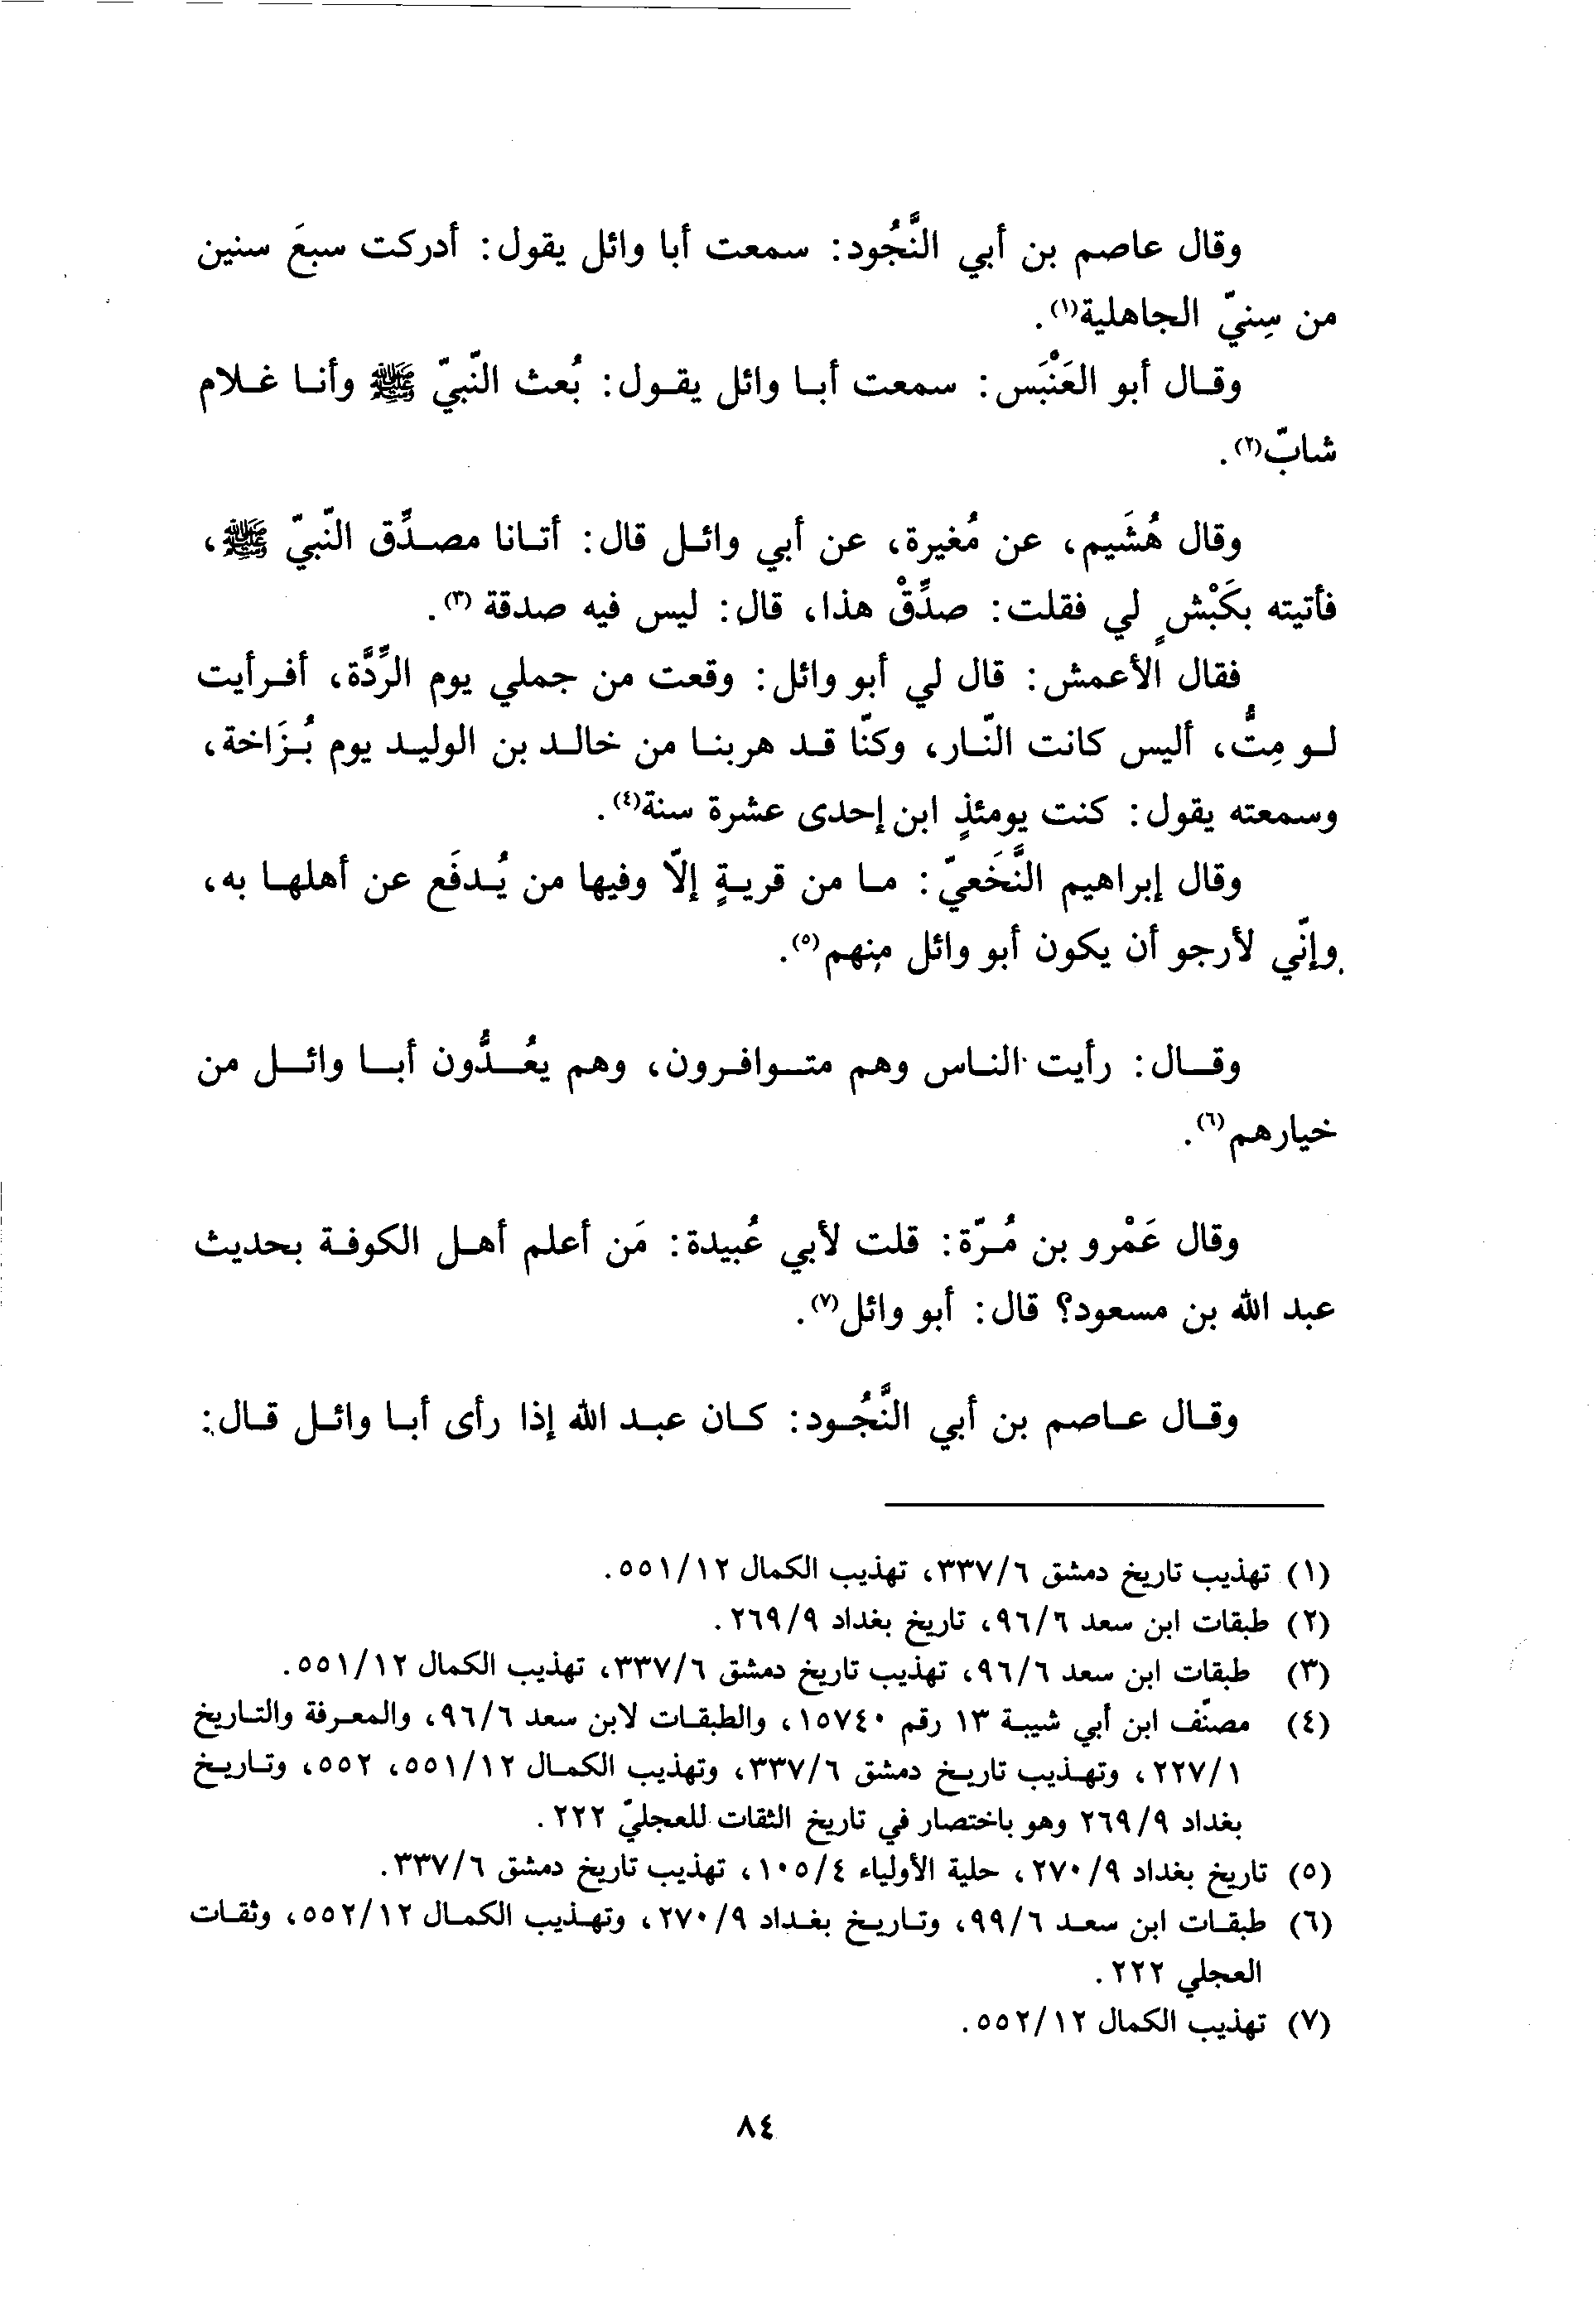 وقال عاصم بن أبي النَّجُود: سمعت أبا وائل يقول: أدركت سبعَ سنين
من سِنيّ الجاهلية(١).
وقال أبو العَنْبَس: سمعت أبا وائل يقول: بُعث النّبيّ ﷺ وأنا غلام
شابّ(٢).
وقال هُشَيم، عن مُغيرة، عن أبي وائل قال: أتانا مصدِّق النّبيّ ﷺ،
فأتيته بكَبْشٍ لي فقلت: صدِّقْ هذا، قال: ليس فيه صدقة(٣).
فقال الأعمش: قال لي أبو وائل: وقعت من جملي يوم الرِّدَّة، أفرأيت
لو مِتُّ، أليس كانت النّار، وكنّا قد هربنا من خالد بن الوليد يوم بُزَاخة،
وسمعته يقول: كنت يومئذٍ ابن إحدى عشرة سنة(٤).
وقال إبراهيم النَّخَعيّ: ما من قريةٍ إلّا وفيها من يُدفَع عن أهلها به،
وإنّي لأرجو أن يكون أبو وائل منهم(٥).
وقال: رأيت الناس وهم متوافرون، وهم يعُدُّون أبا وائل من
خيارهم(٦).
وقال عَمْرو بن مُرّة: قلت لأبي عُبيدة: مَن أعلم أهل الكوفة بحديث
عبد الله بن مسعود؟ قال: أبو وائل(٧).
وقال عاصم بن أبي النَّجُود: كان عبد الله إذا رأى أبا وائل قال:
(١) تهذيب تاريخ دمشق ٣٣٧/٦، تهذيب الكمال ٥٥١/١٢.
(٢) طبقات ابن سعد ٩٦/٦، تاريخ بغداد ٢٦٩/٩.
(٣) طبقات ابن سعد ٩٦/٦، تهذيب تاريخ دمشق ٣٣٧/٦، تهذيب الكمال ٥٥١/١٢.
(٤) مصنّف ابن أبي شيبة ١٣ رقم ١٥٧٤٠، والطبقات لابن سعد ٩٦/٦، والمعرفة والتاريخ
٢٢٧/١، وتهذيب تاريخ دمشق ٣٣٧/٦، وتهذيب الكمال ٥٥١/١٢، ٥٥٢، وتاريخ
بغداد ٢٦٩/٩ وهو باختصار في تاريخ الثقات للعجليّ ٢٢٢.
(٥) تاريخ بغداد ٢٧٠/٩، حلية الأولياء ١٠٥/٤، تهذيب تاريخ دمشق ٣٣٧/٦.
(٦) طبقات ابن سعد ٩٩/٦، وتاريخ بغداد ٢٧٠/٩، وتهذيب الكمال ٥٥٢/١٢، وثقات
العجلي ٢٢٢.
(٧) تهذيب الكمال ٥٥٢/١٢.
٨٤